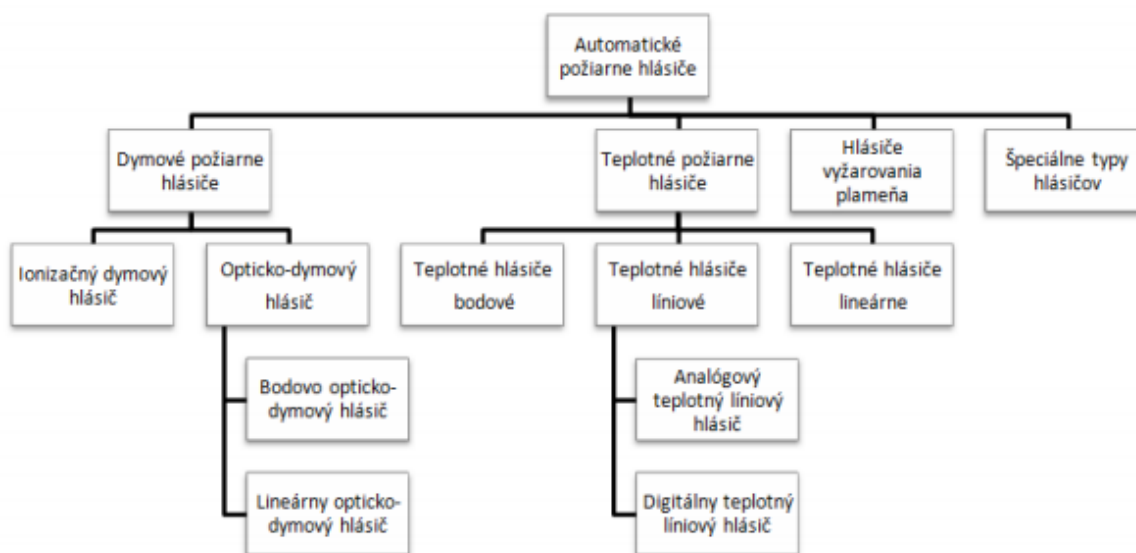 Automatické
požiarne hlásiče
Dymové požiarne
hlásiče
Teplotné požiarne
hlásiče
Hlásiče
vyžarovania
plameňa
Špeciálne typy
hlásičov
Ionizačný dymový
hlásič
Opticko-dymový
hlásič
Teplotné hlásiče
bodové
Teplotné hlásiče
líniové
Teplotné hlásiče
lineárne
Bodovo opticko-
dymový hlásič
Analógový
teplotný líniový
hlásič
Lineárny opticko-
dymový hlásič
Digitálny teplotný
líniový hlásič